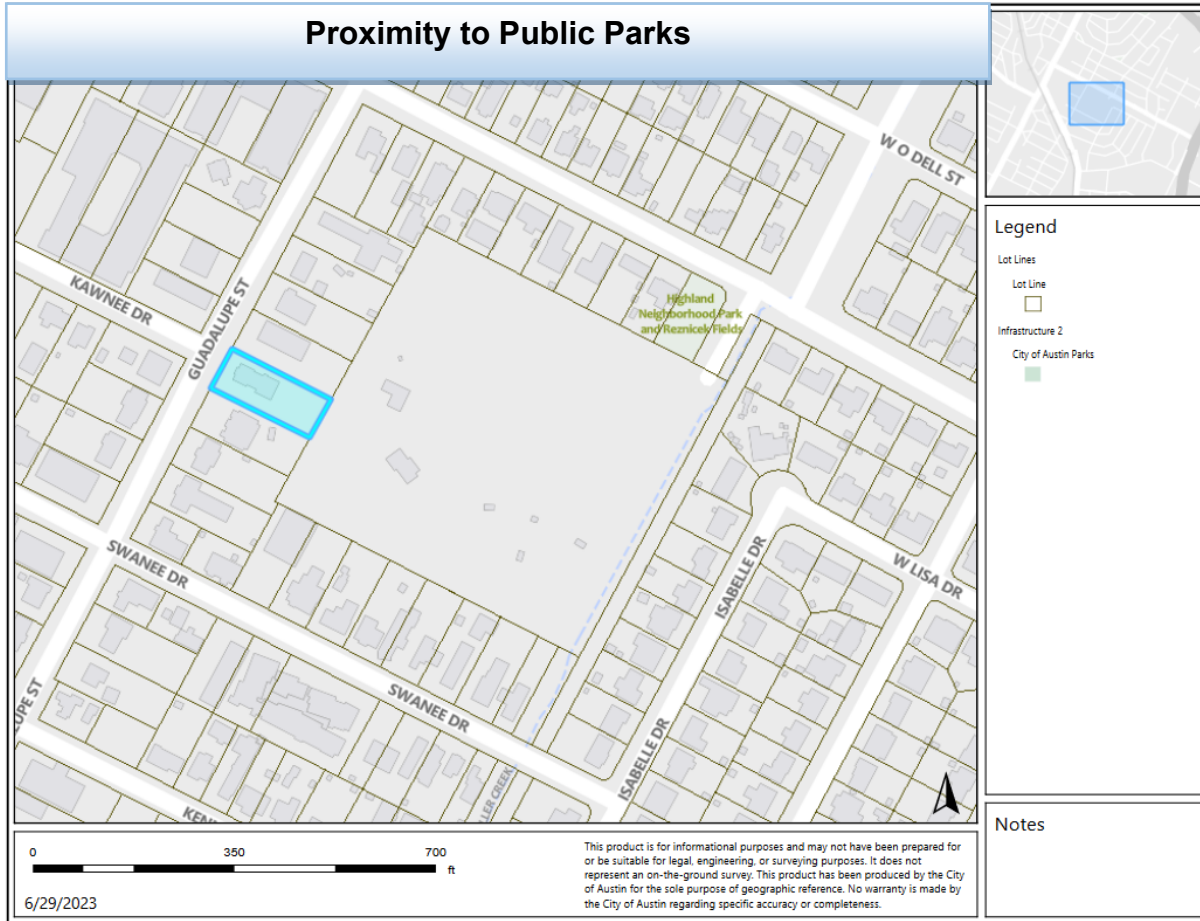 Proximity to Public Parks
W O DELL ST
KAWNEE DR
GUADALUPE ST
Highland
Neighborhood Park
and Reznicek Fields
SWANEE DR
ISABELLE DR
W LISA DR
SWANEE DR
ISABELLE DR
UPE ST
LLER CREEK
KEN
Legend
Lot Lines
Lot Line
Infrastructure 2
City of Austin Parks
Notes
0 350 700
ft
6/29/2023
This product is for informational purposes and may not have been prepared for
or be suitable for legal, engineering, or surveying purposes. It does not
represent an on-the-ground survey. This product has been produced by the City
of Austin for the sole purpose of geographic reference. No warranty is made by
the City of Austin regarding specific accuracy or completeness.